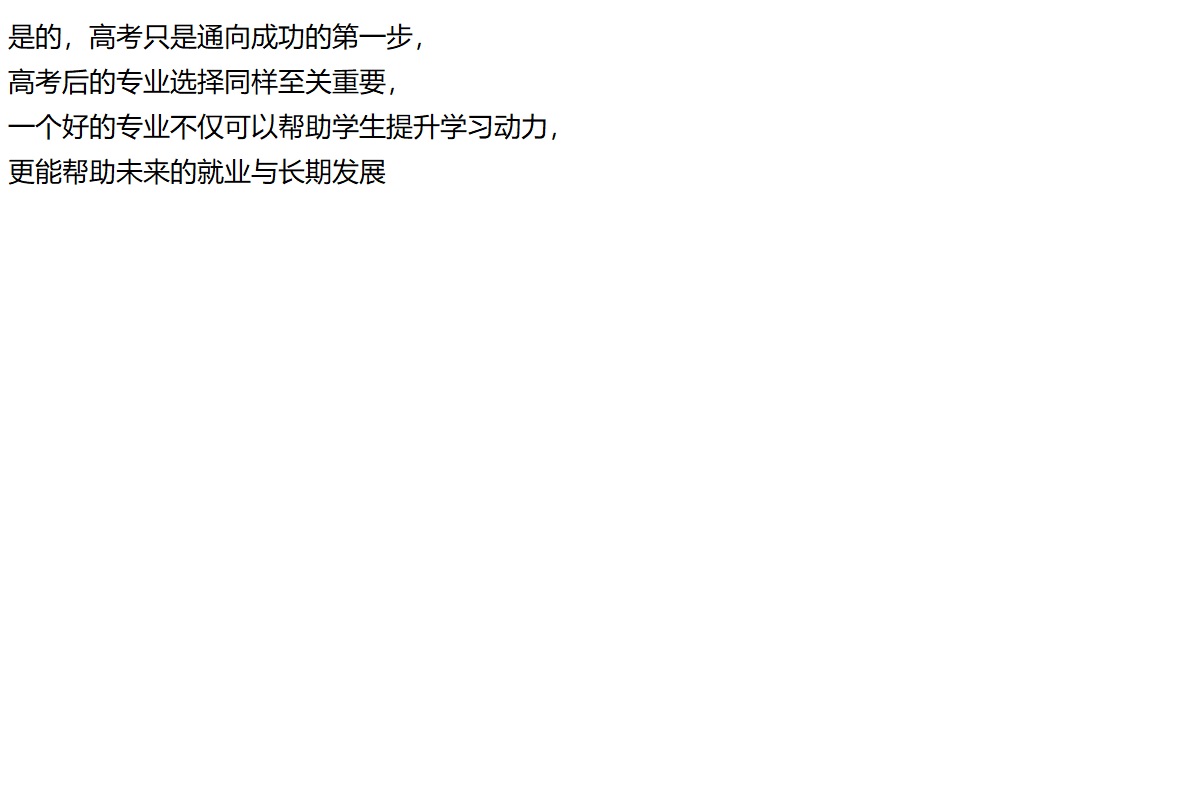 是的，高考只是通向成功的第一步，
高考后的专业选择同样至关重要，
一个好的专业不仅可以帮助学生提升学习动力，
更能帮助未来的就业与长期发展